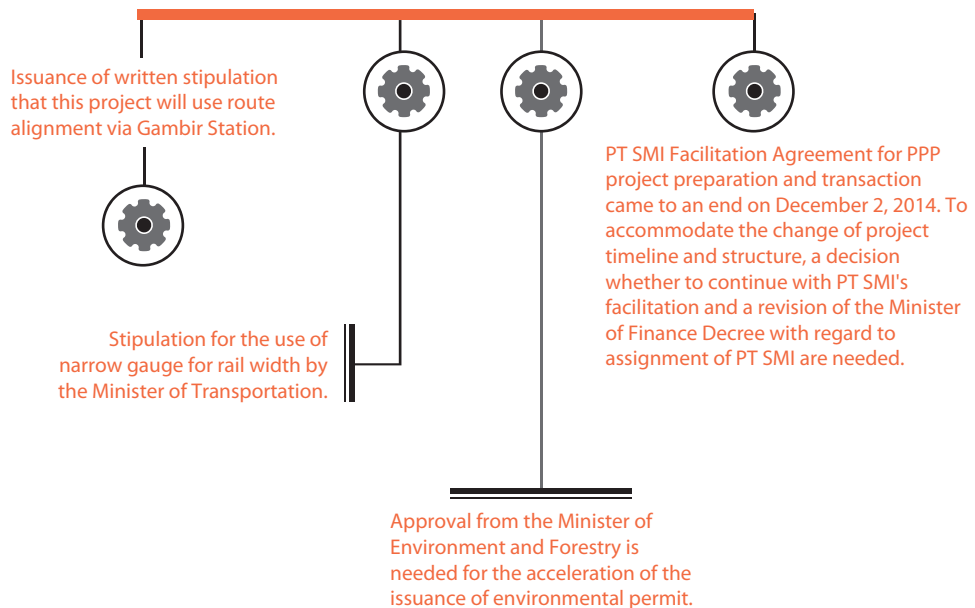 Issuance of written stipulation
that this project will use route
alignment via Gambir Station.
Stipulation for the use of
narrow gauge for rail width by
the Minister of Transportation.
Approval from the Minister of
Environment and Forestry is
needed for the acceleration of the
issuance of environmental permit.
PT SMI Facilitation Agreement for PPP
project preparation and transaction
came to an end on December 2, 2014. To
accommodate the change of project
timeline and structure, a decision
whether to continue with PT SMI's
facilitation and a revision of the Minister
of Finance Decree with regard to
assignment of PT SMI are needed.